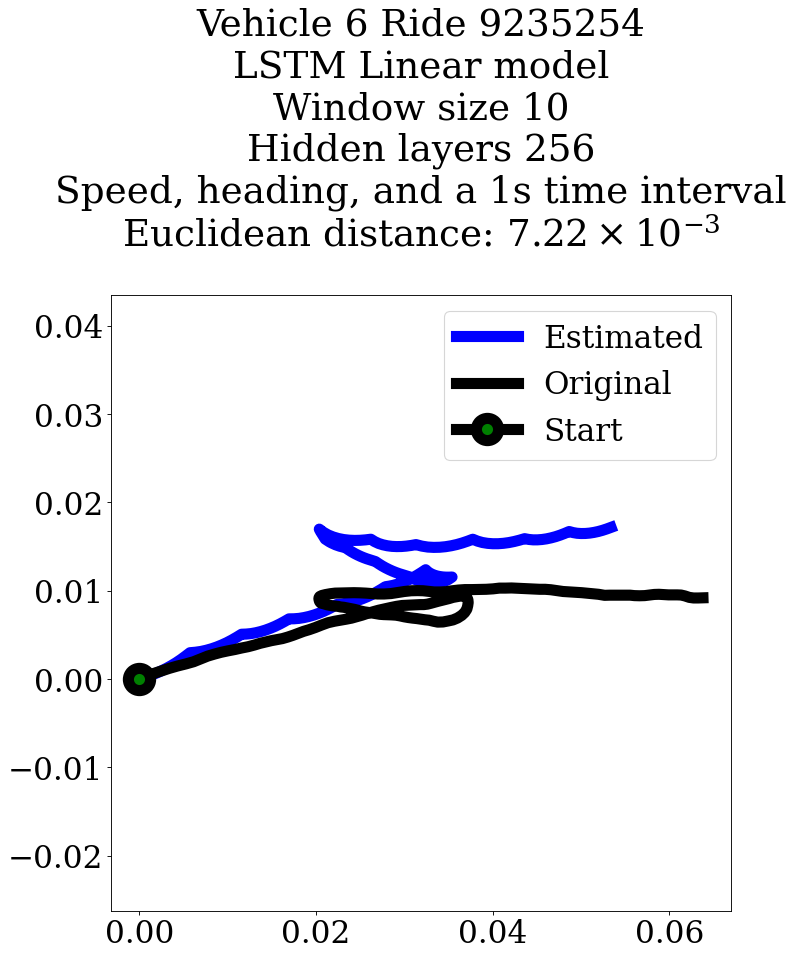 Vehicle 6 Ride 9235254
LSTM Linear model
Window size 10
Hidden layers 256
Speed, heading, and a 1s time interval
Euclidean distance: 7.22 × 10⁻³
Estimated
Original
Start
0.04
0.03
0.02
0.01
0.00
−0.01
−0.02
0.00 0.02 0.04 0.06